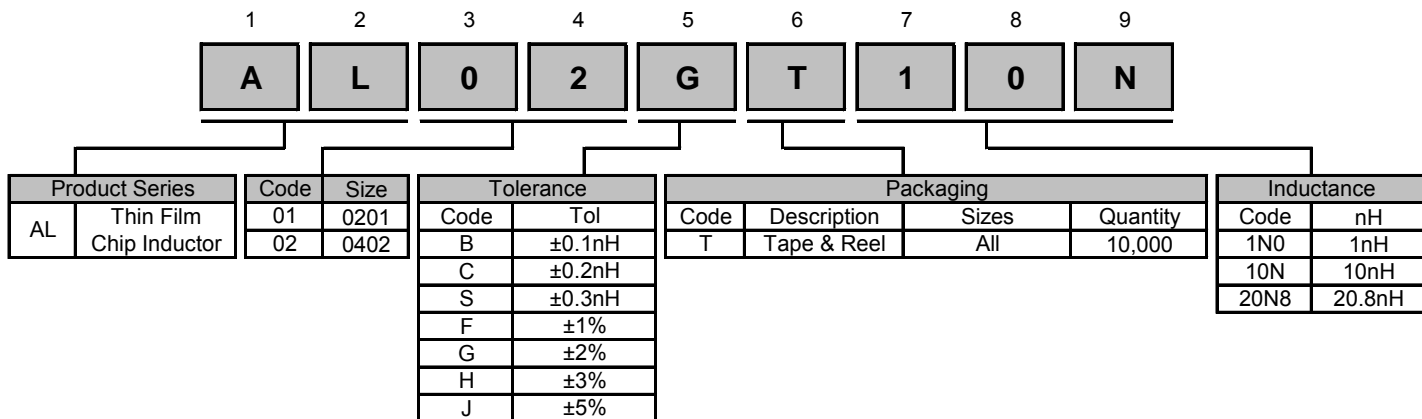 1 2 3 4 5 6 7 8 9
A L 0 2 G T 1 0 N
Product Series
AL Thin Film Chip Inductor
Code Size
01 0201
02 0402
Tolerance
Code Tol
B ±0.1nH
C ±0.2nH
S ±0.3nH
F ±1%
G ±2%
H ±3%
J ±5%
Packaging
Code Description Sizes Quantity
T Tape & Reel All 10,000
Inductance
Code nH
1N0 1nH
10N 10nH
20N8 20.8nH